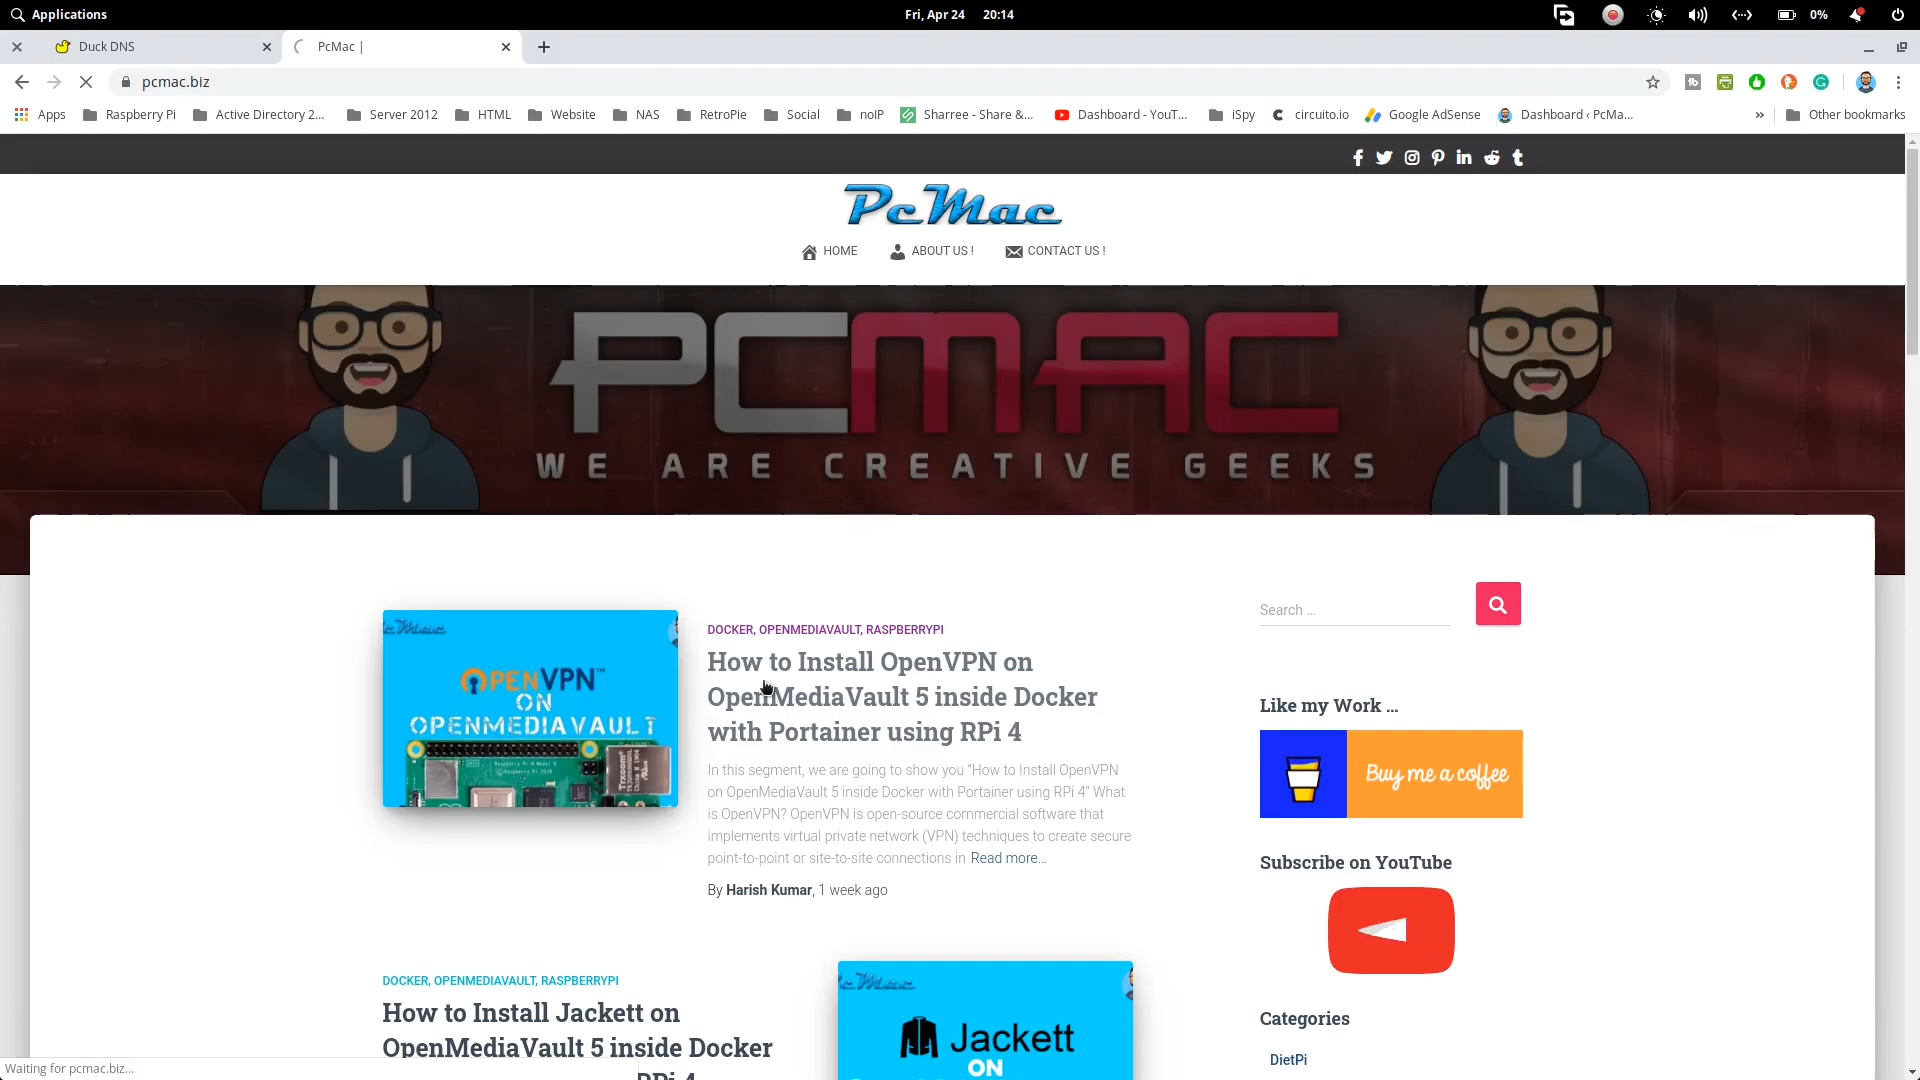 Applications
Fri, Apr 24 20:14
0%
Duck DNS
PcMac |
pcmac.biz
Apps
Raspberry Pi
Active Directory 2...
Server 2012
HTML
Website
NAS
RetroPie
Social
noIP
Sharree - Share &...
Dashboard - YouT...
iSpy
circuito.io
Google AdSense
Dashboard ‹ PcMa...
»
Other bookmarks
PcMac
HOME
ABOUT US !
CONTACT US !
PCMAC
WE ARE CREATIVE GEEKS
OPENVPN™
ON
OPENMEDIAVAULT
DOCKER, OPENMEDIAVAULT, RASPBERRYPI
How to Install OpenVPN on
OpenMediaVault 5 inside Docker
with Portainer using RPi 4
In this segment, we are going to show you “How to Install OpenVPN
on OpenMediaVault 5 inside Docker with Portainer using RPi 4” What
is OpenVPN? OpenVPN is open-source commercial software that
implements virtual private network (VPN) techniques to create secure
point-to-point or site-to-site connections in Read more…
By Harish Kumar, 1 week ago
Search …
Like my Work …
Buy me a coffee
Subscribe on YouTube
Categories
DietPi
DOCKER, OPENMEDIAVAULT, RASPBERRYPI
How to Install Jackett on
OpenMediaVault 5 inside Docker
RPi 4
Jackett
ON
Waiting for pcmac.biz...